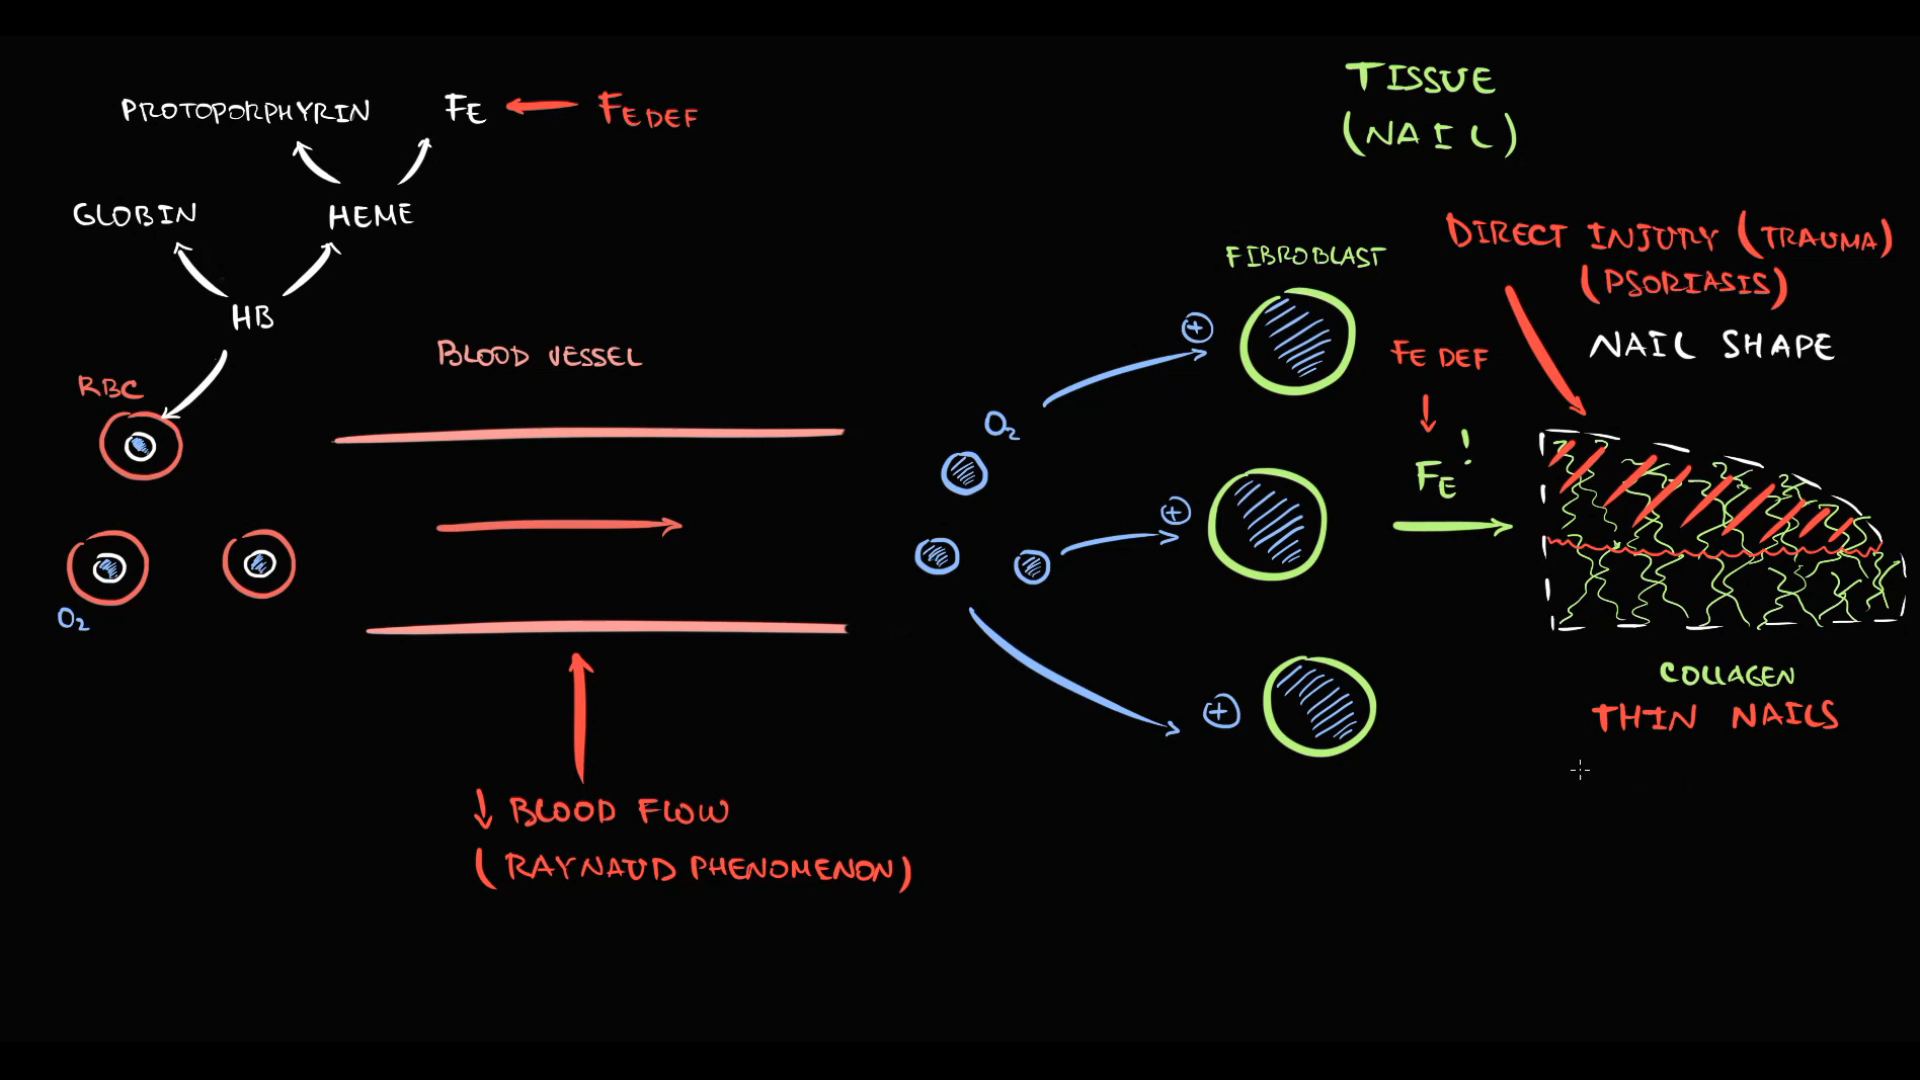 PROTOPORPHYRIN FE FE DEF
GLOBIN HEME
HB
RBC
O2
BLOOD VESSEL
↓ BLOOD FLOW
(RAYNAUD PHENOMENON)
O2
TISSUE
(NAIL)
FIBROBLAST
+
+
+
DIRECT INJURY (TRAUMA)
(PSORIASIS)
NAIL SHAPE
FE DEF
FE!
COLLAGEN
THIN NAILS